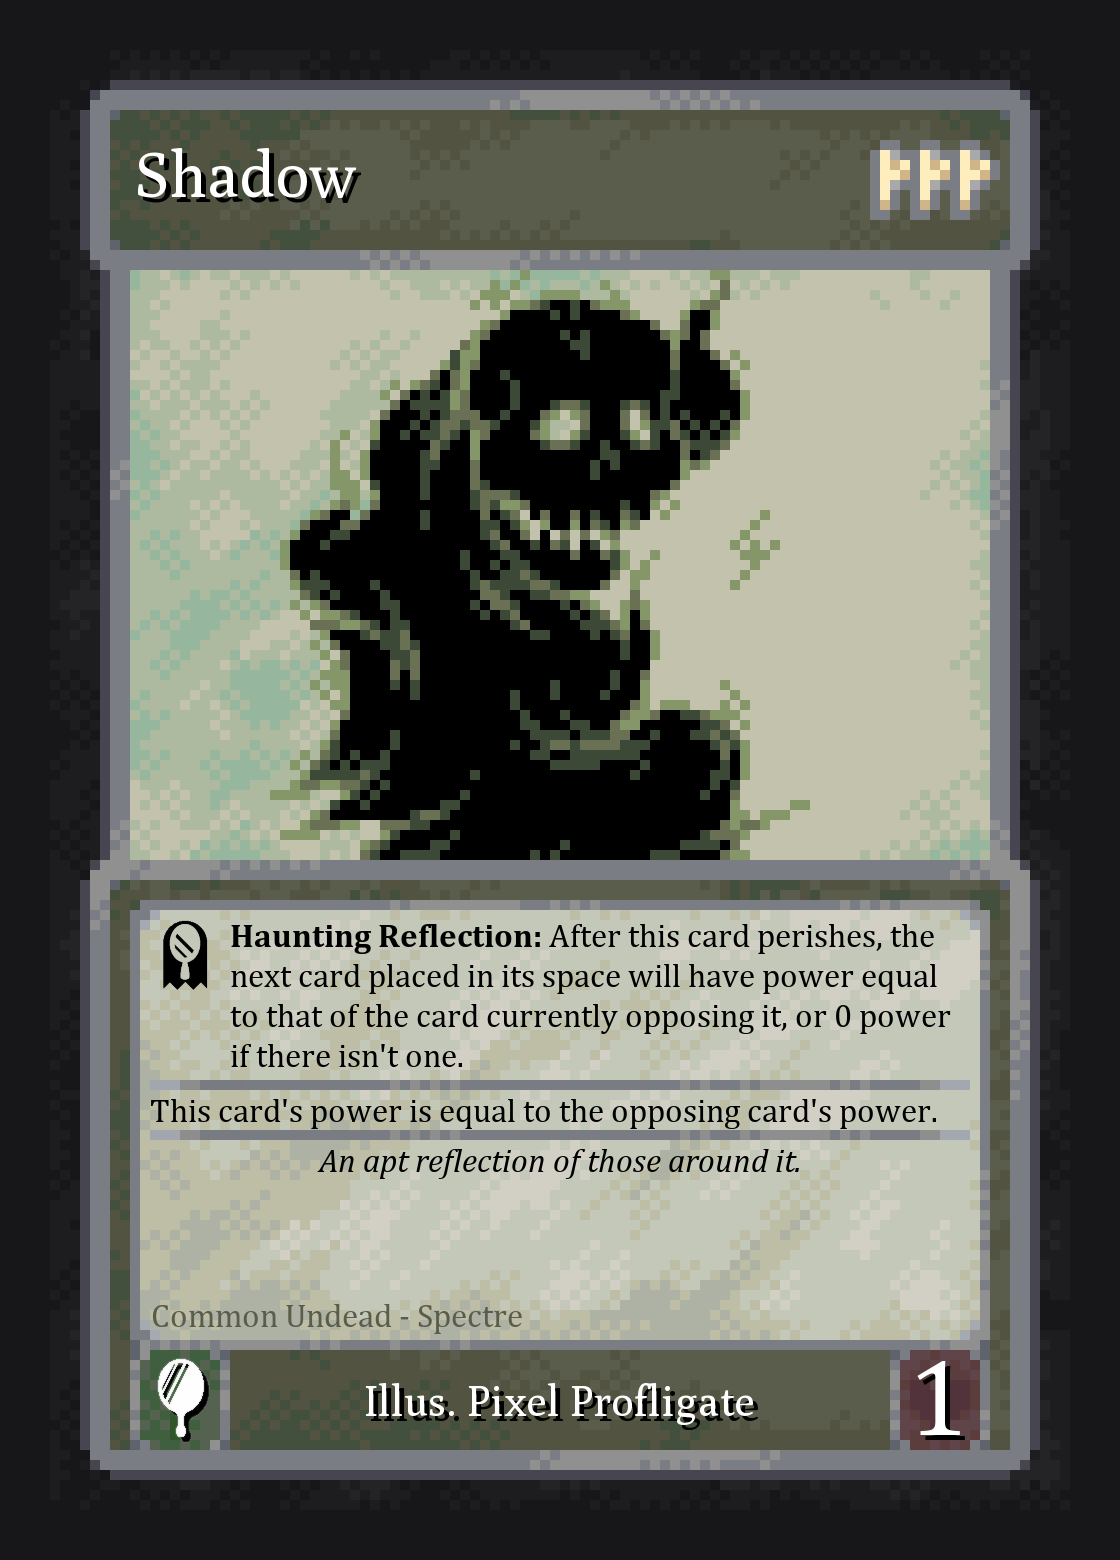 Shadow
Haunting Reflection: After this card perishes, the
next card placed in its space will have power equal
to that of the card currently opposing it, or 0 power
if there isn't one.
This card's power is equal to the opposing card's power.
An apt reflection of those around it.
Common Undead - Spectre
Illus. Pixel Profligate
1